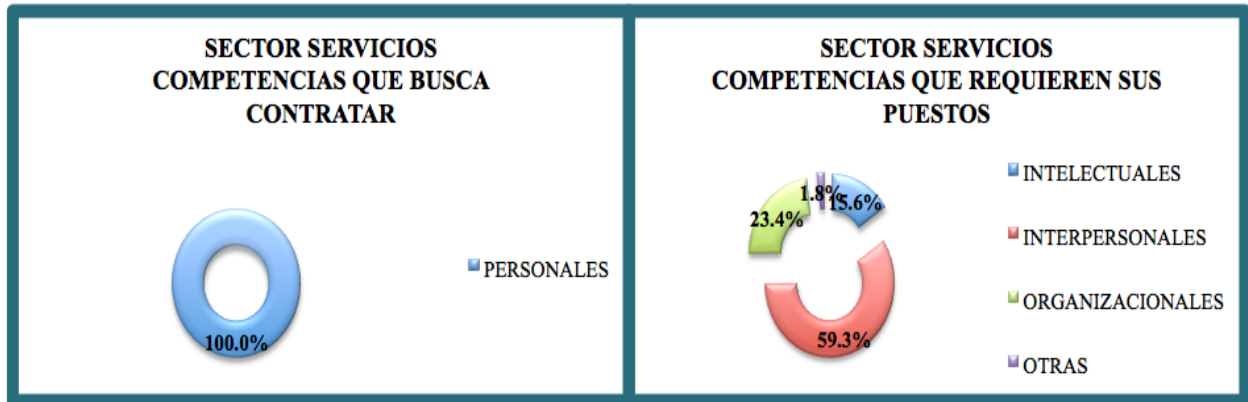 SECTOR SERVICIOS
COMPETENCIAS QUE BUSCA
CONTRATAR
100.0%
PERSONALES
SECTOR SERVICIOS
COMPETENCIAS QUE REQUIEREN SUS
PUESTOS
1.8%
15.6%
23.4%
59.3%
INTELECTUALES
INTERPERSONALES
ORGANIZACIONALES
OTRAS